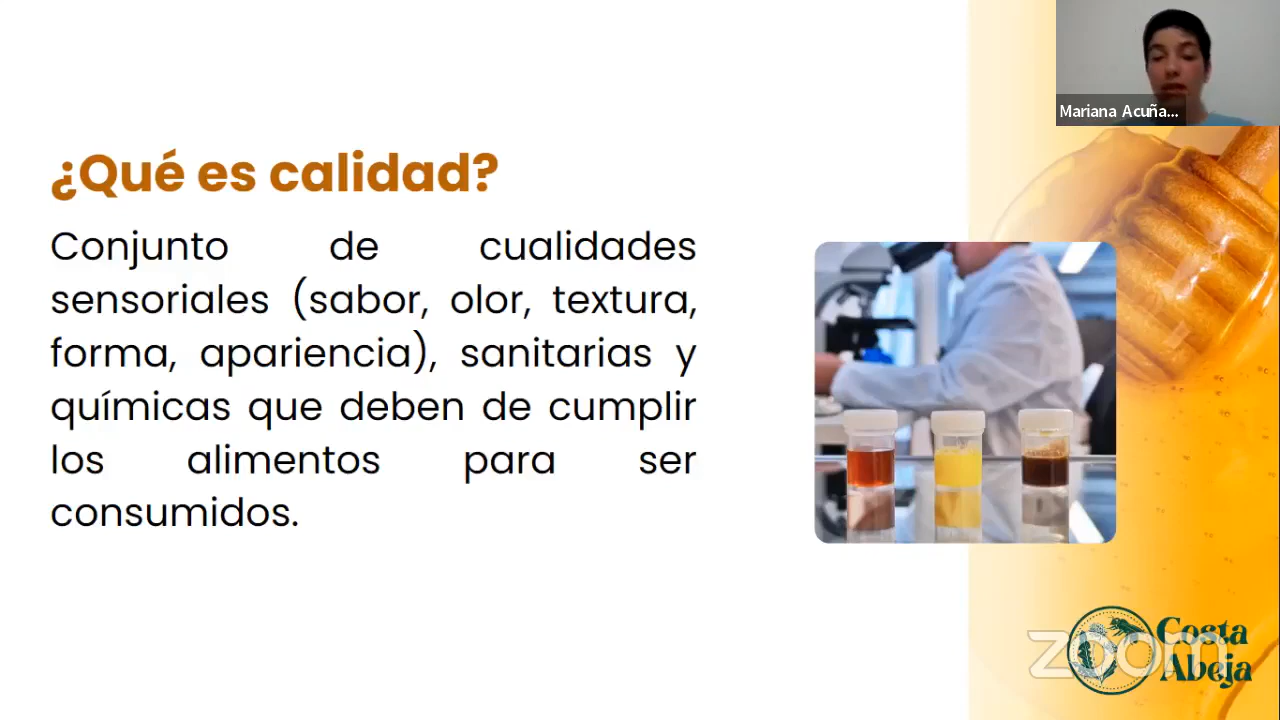 Mariana Acuña...
¿Qué es calidad?
Conjunto de cualidades
sensoriales (sabor, olor, textura,
forma, apariencia), sanitarias y
químicas que deben de cumplir
los alimentos para ser
consumidos.
Costa
Abeja
zoom